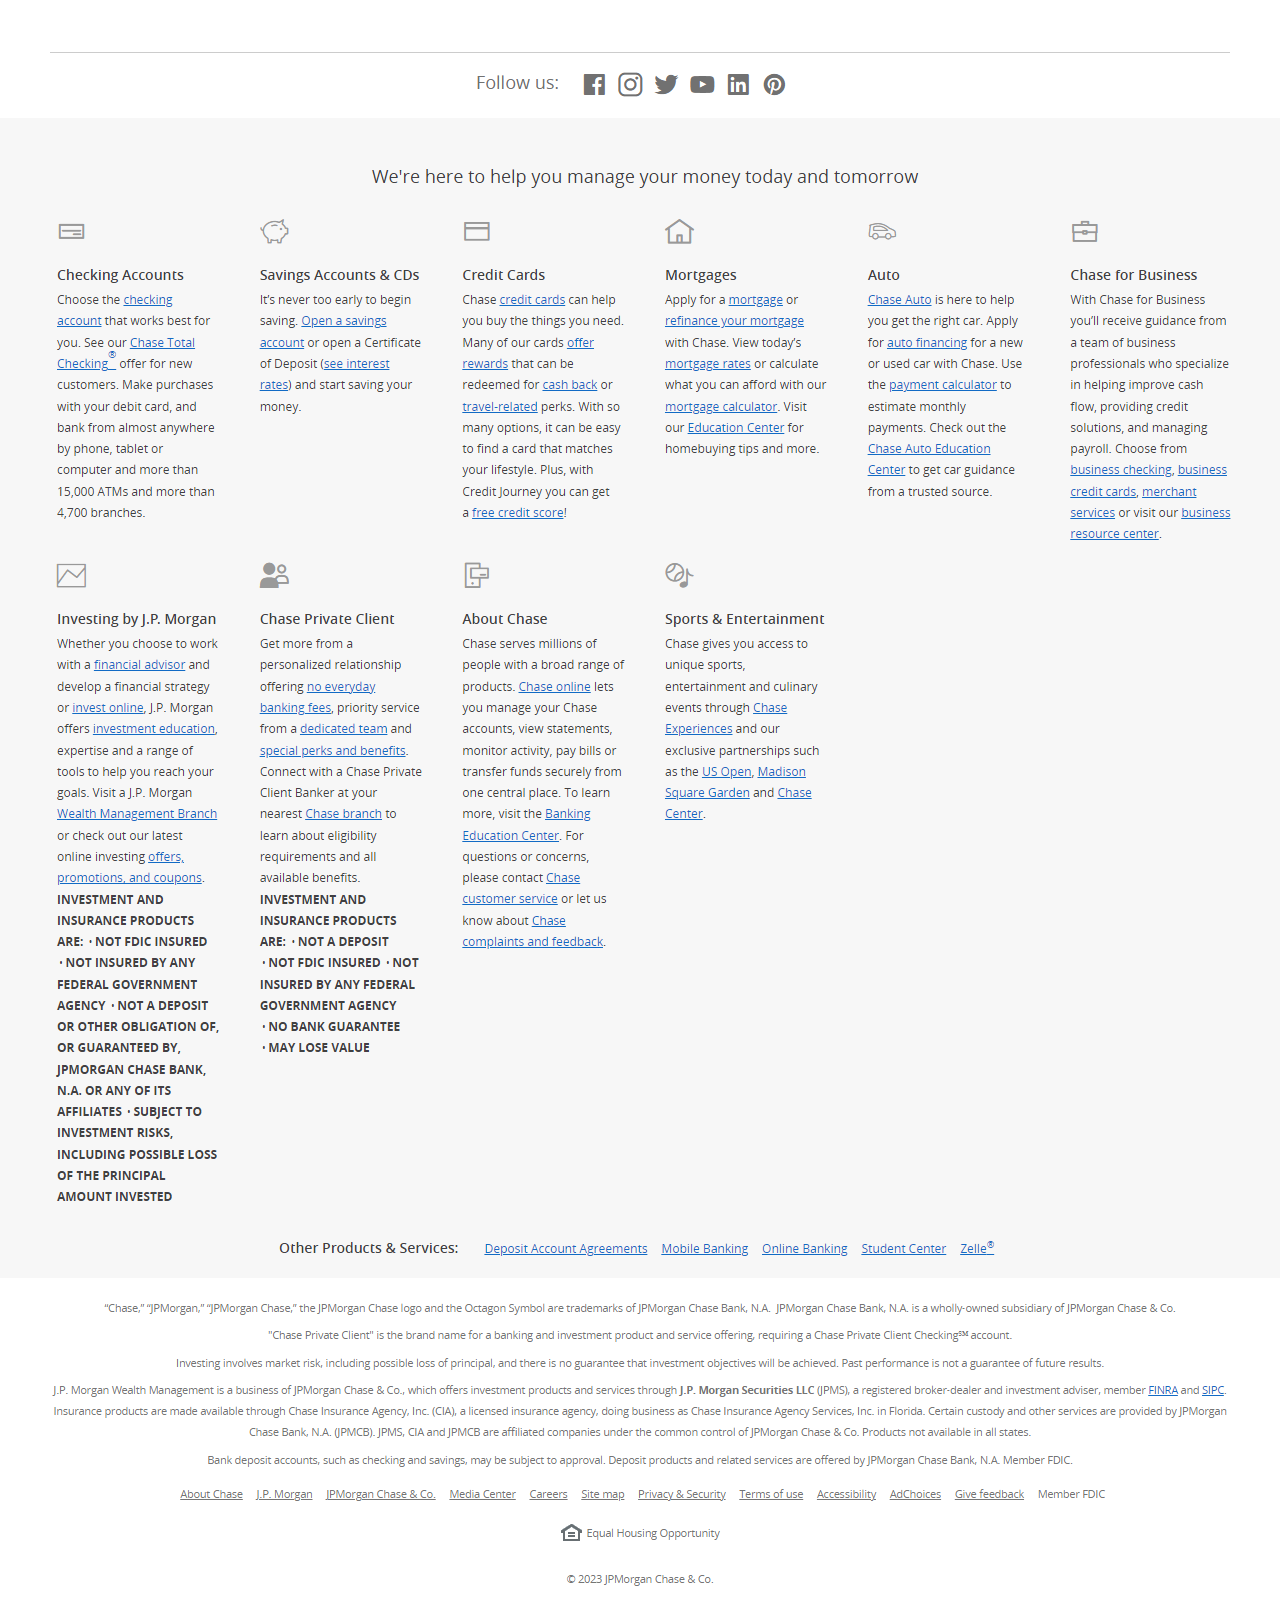 Follow us:
We're here to help you manage your money today and tomorrow
Checking Accounts
Choose the checking
account that works best for
you. See our Chase Total
Checking® offer for new
customers. Make purchases
with your debit card, and
bank from almost anywhere
by phone, tablet or
computer and more than
15,000 ATMs and more than
4,700 branches.
Savings Accounts & CDs
It's never too early to begin
saving. Open a savings
account or open a Certificate
of Deposit (see interest
rates) and start saving your
money.
Credit Cards
Chase credit cards can help
you buy the things you need.
Many of our cards offer
rewards that can be
redeemed for cash back or
travel-related perks. With so
many options, it can be easy
to find a card that matches
your lifestyle. Plus, with
Credit Journey you can get
a free credit score!
Mortgages
Apply for a mortgage or
refinance your mortgage
with Chase. View today's
mortgage rates or calculate
what you can afford with our
mortgage calculator. Visit
our Education Center for
homebuying tips and more.
Auto
Chase Auto is here to help
you get the right car. Apply
for auto financing for a new
or used car with Chase. Use
the payment calculator to
estimate monthly
payments. Check out the
Chase Auto Education
Center to get car guidance
from a trusted source.
Chase for Business
With Chase for Business
you'll receive guidance from
a team of business
professionals who specialize
in helping improve cash
flow, providing credit
solutions, and managing
payroll. Choose from
business checking, business
credit cards, merchant
services or visit our business
resource center.
Investing by J.P. Morgan
Whether you choose to work
with a financial advisor and
develop a financial strategy
or invest online, J.P. Morgan
offers investment education,
expertise and a range of
tools to help you reach your
goals. Visit a J.P. Morgan
Wealth Management Branch
or check out our latest
online investing offers,
promotions, and coupons.
INVESTMENT AND
INSURANCE PRODUCTS
ARE: · NOT FDIC INSURED
· NOT INSURED BY ANY
FEDERAL GOVERNMENT
AGENCY · NOT A DEPOSIT
OR OTHER OBLIGATION OF,
OR GUARANTEED BY,
JPMORGAN CHASE BANK,
N.A. OR ANY OF ITS
AFFILIATES · SUBJECT TO
INVESTMENT RISKS,
INCLUDING POSSIBLE LOSS
OF THE PRINCIPAL
AMOUNT INVESTED
Chase Private Client
Get more from a
personalized relationship
offering no everyday
banking fees, priority service
from a dedicated team and
special perks and benefits.
Connect with a Chase Private
Client Banker at your
nearest Chase branch to
learn about eligibility
requirements and all
available benefits.
INVESTMENT AND
INSURANCE PRODUCTS
ARE: · NOT A DEPOSIT
· NOT FDIC INSURED · NOT
INSURED BY ANY FEDERAL
GOVERNMENT AGENCY
· NO BANK GUARANTEE
· MAY LOSE VALUE
About Chase
Chase serves millions of
people with a broad range of
products. Chase online lets
you manage your Chase
accounts, view statements,
monitor activity, pay bills or
transfer funds securely from
one central place. To learn
more, visit the Banking
Education Center. For
questions or concerns,
please contact Chase
customer service or let us
know about Chase
complaints and feedback.
Sports & Entertainment
Chase gives you access to
unique sports,
entertainment and culinary
events through Chase
Experiences and our
exclusive partnerships such
as the US Open, Madison
Square Garden and Chase
Center.
Other Products & Services: Deposit Account Agreements Mobile Banking Online Banking Student Center Zelle®
“Chase,” “JPMorgan,” “JPMorgan Chase,” the JPMorgan Chase logo and the Octagon Symbol are trademarks of JPMorgan Chase Bank, N.A. JPMorgan Chase Bank, N.A. is a wholly-owned subsidiary of JPMorgan Chase & Co.
"Chase Private Client" is the brand name for a banking and investment product and service offering, requiring a Chase Private Client Checking℠ account.
Investing involves market risk, including possible loss of principal, and there is no guarantee that investment objectives will be achieved. Past performance is not a guarantee of future results.
J.P. Morgan Wealth Management is a business of JPMorgan Chase & Co., which offers investment products and services through J.P. Morgan Securities LLC (JPMS), a registered broker-dealer and investment adviser, member FINRA and SIPC.
Insurance products are made available through Chase Insurance Agency, Inc. (CIA), a licensed insurance agency, doing business as Chase Insurance Agency Services, Inc. in Florida. Certain custody and other services are provided by JPMorgan
Chase Bank, N.A. (JPMCB). JPMS, CIA and JPMCB are affiliated companies under the common control of JPMorgan Chase & Co. Products not available in all states.
Bank deposit accounts, such as checking and savings, may be subject to approval. Deposit products and related services are offered by JPMorgan Chase Bank, N.A. Member FDIC.
About Chase J.P. Morgan JPMorgan Chase & Co. Media Center Careers Site map Privacy & Security Terms of use Accessibility AdChoices Give feedback Member FDIC
Equal Housing Opportunity
© 2023 JPMorgan Chase & Co.